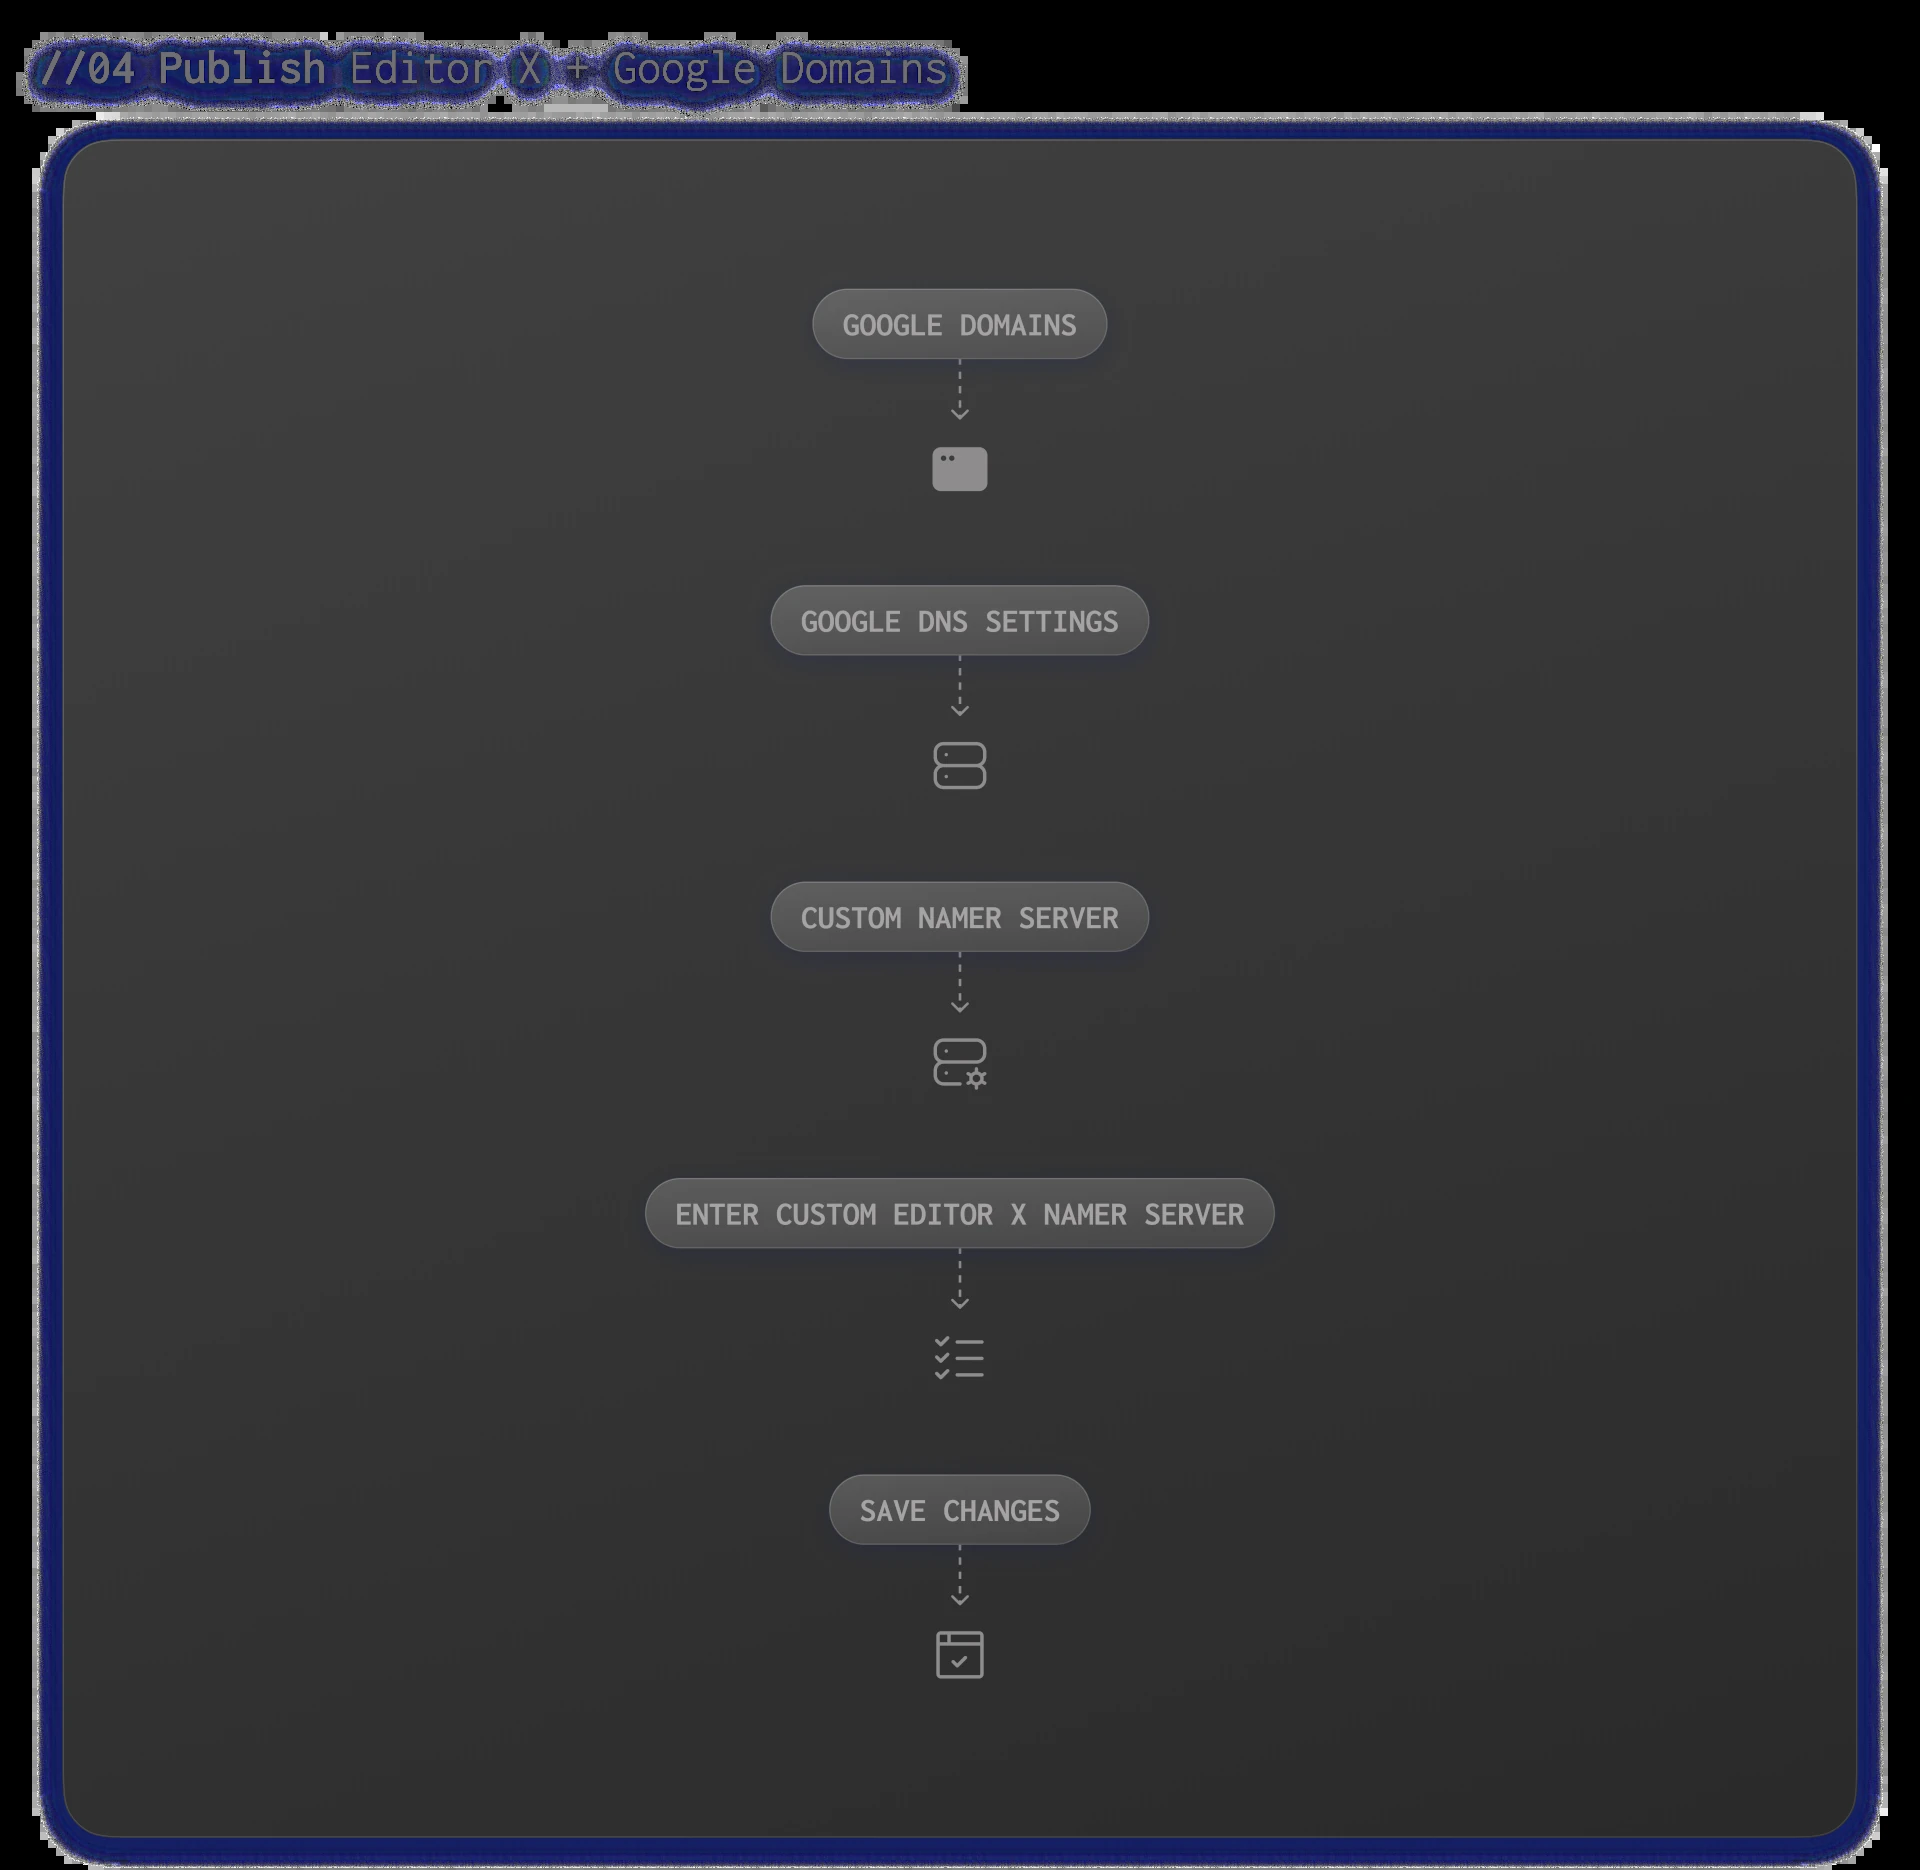 //04 Publish Editor X + Google Domains
GOOGLE DOMAINS
GOOGLE DNS SETTINGS
CUSTOM NAMER SERVER
ENTER CUSTOM EDITOR X NAMER SERVER
SAVE CHANGES